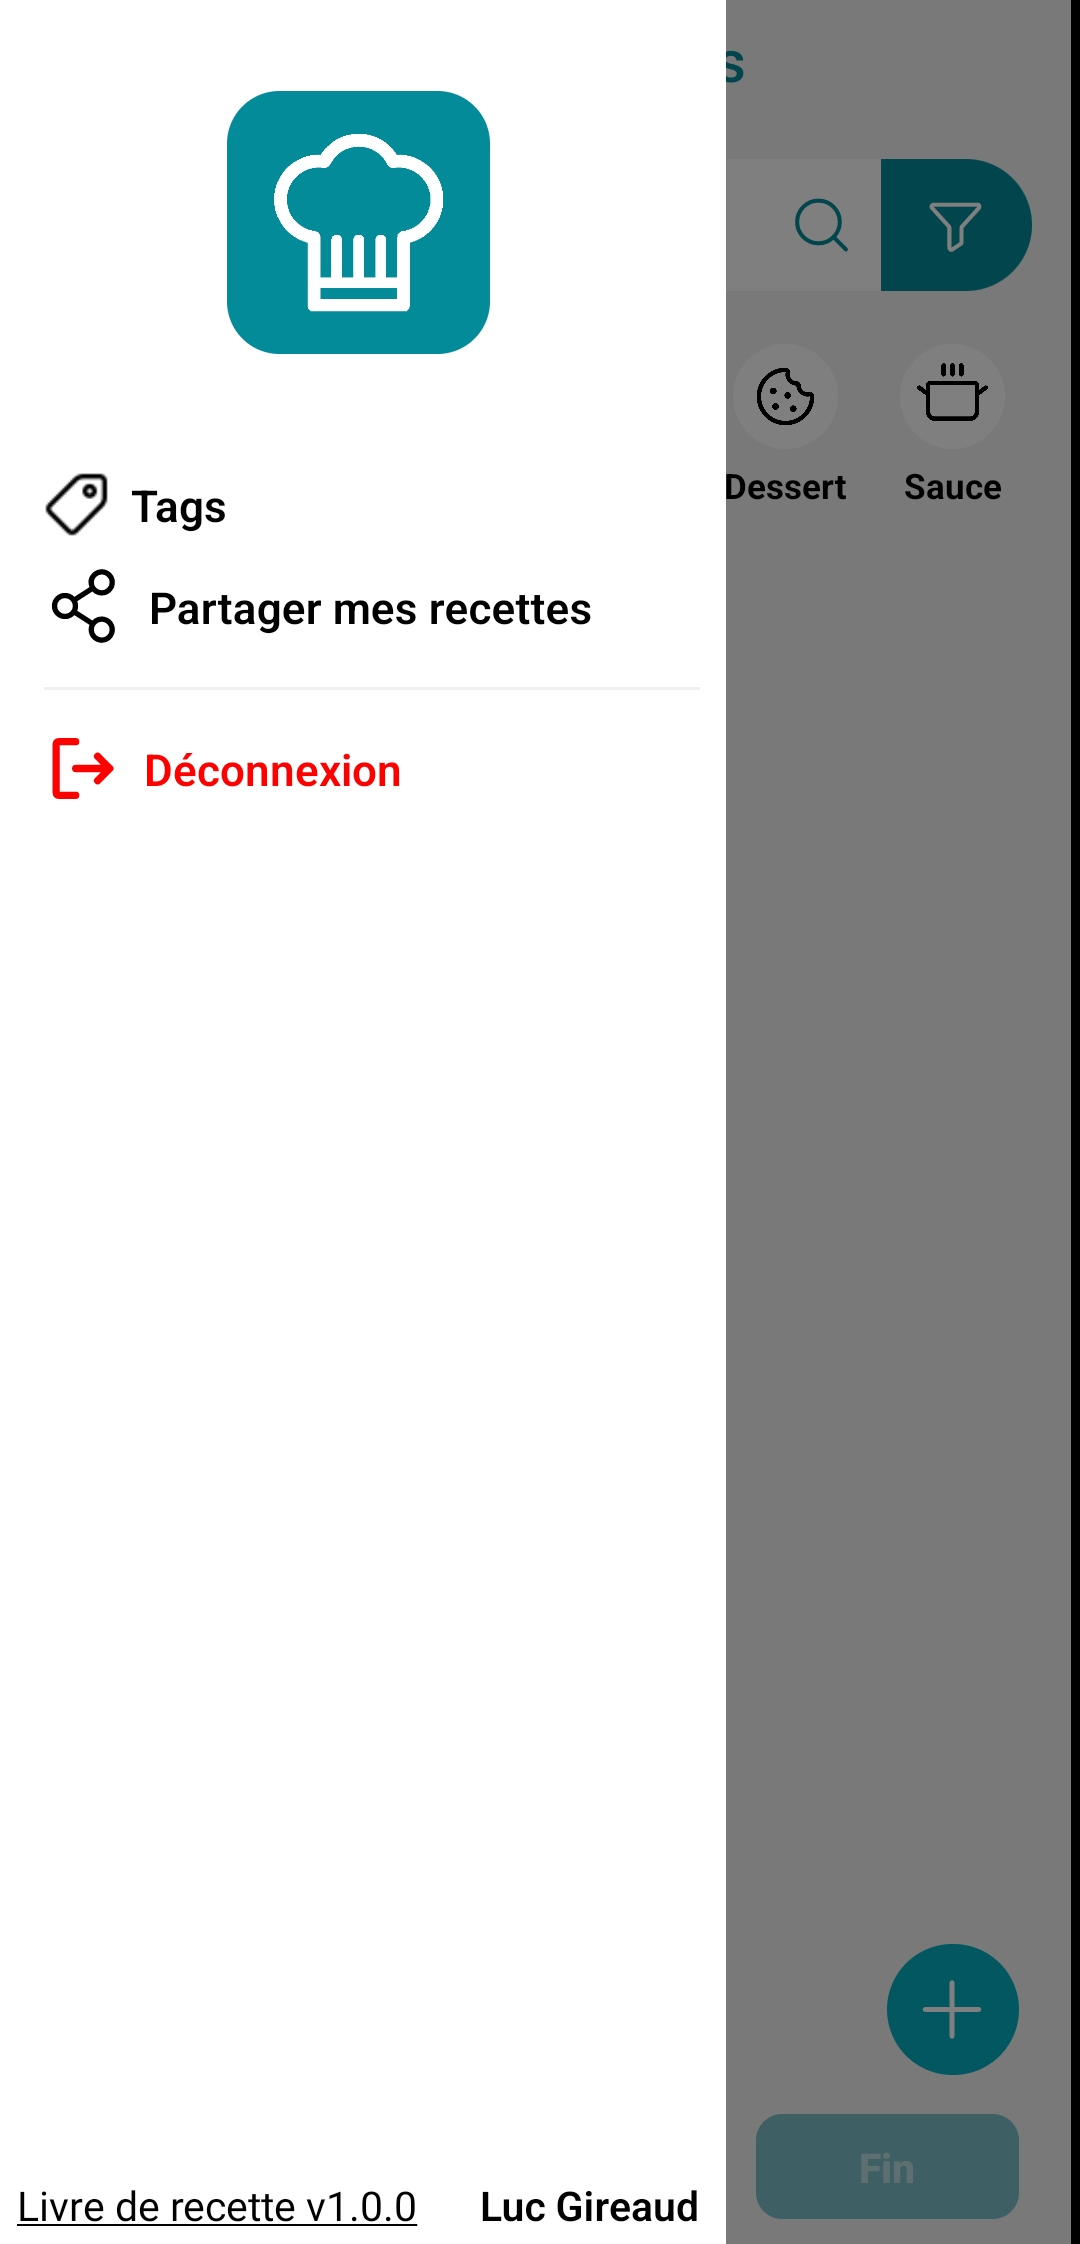 s
Dessert Sauce
Tags
Partager mes recettes
Déconnexion
Fin
Livre de recette v1.0.0 Luc Gireaud